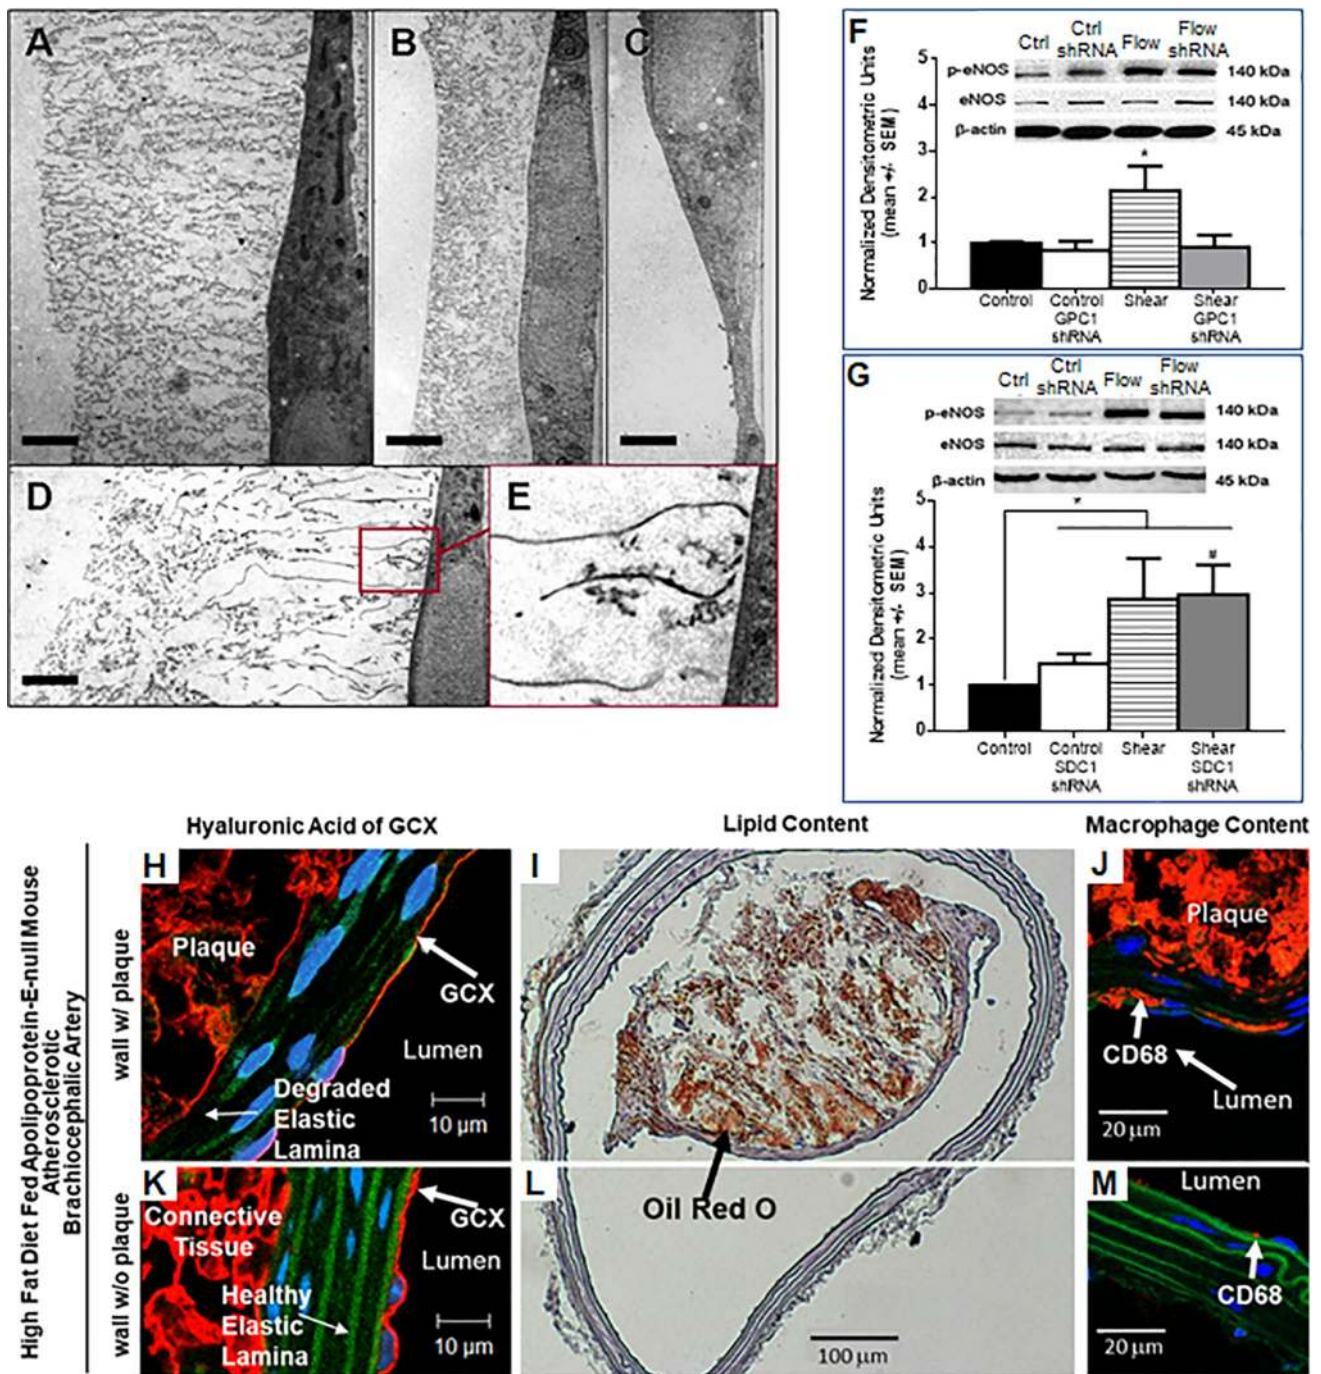 A
B
C
D
E
F
Ctrl
Ctrl
shRNA
Flow
Flow
shRNA
p-eNOS
140 kDa
eNOS
140 kDa
β-actin
45 kDa
Normalized Densitometric Units
(mean +/- SEM)
5
4
3
2
1
0
*
Control
Control
GPC1
shRNA
Shear
Shear
GPC1
shRNA
G
Ctrl
Ctrl
shRNA
Flow
Flow
shRNA
p-eNOS
140 kDa
eNOS
140 kDa
β-actin
45 kDa
Normalized Densitometric Units
(mean +/- SEM)
5
4
3
2
1
0
*
#
Control
Control
SDC1
shRNA
Shear
Shear
SDC1
shRNA
Hyaluronic Acid of GCX
Lipid Content
Macrophage Content
High Fat Diet Fed Apolipoprotein-E-null Mouse
Atherosclerotic
Brachiocephalic Artery
wall w/ plaque
wall w/o plaque
H
Plaque
GCX
Lumen
Degraded
Elastic
Lamina
10 µm
I
Oil Red O
J
Plaque
CD68
Lumen
20 µm
K
Connective
Tissue
GCX
Lumen
Healthy
Elastic
Lamina
10 µm
L
100 µm
M
Lumen
CD68
20 µm